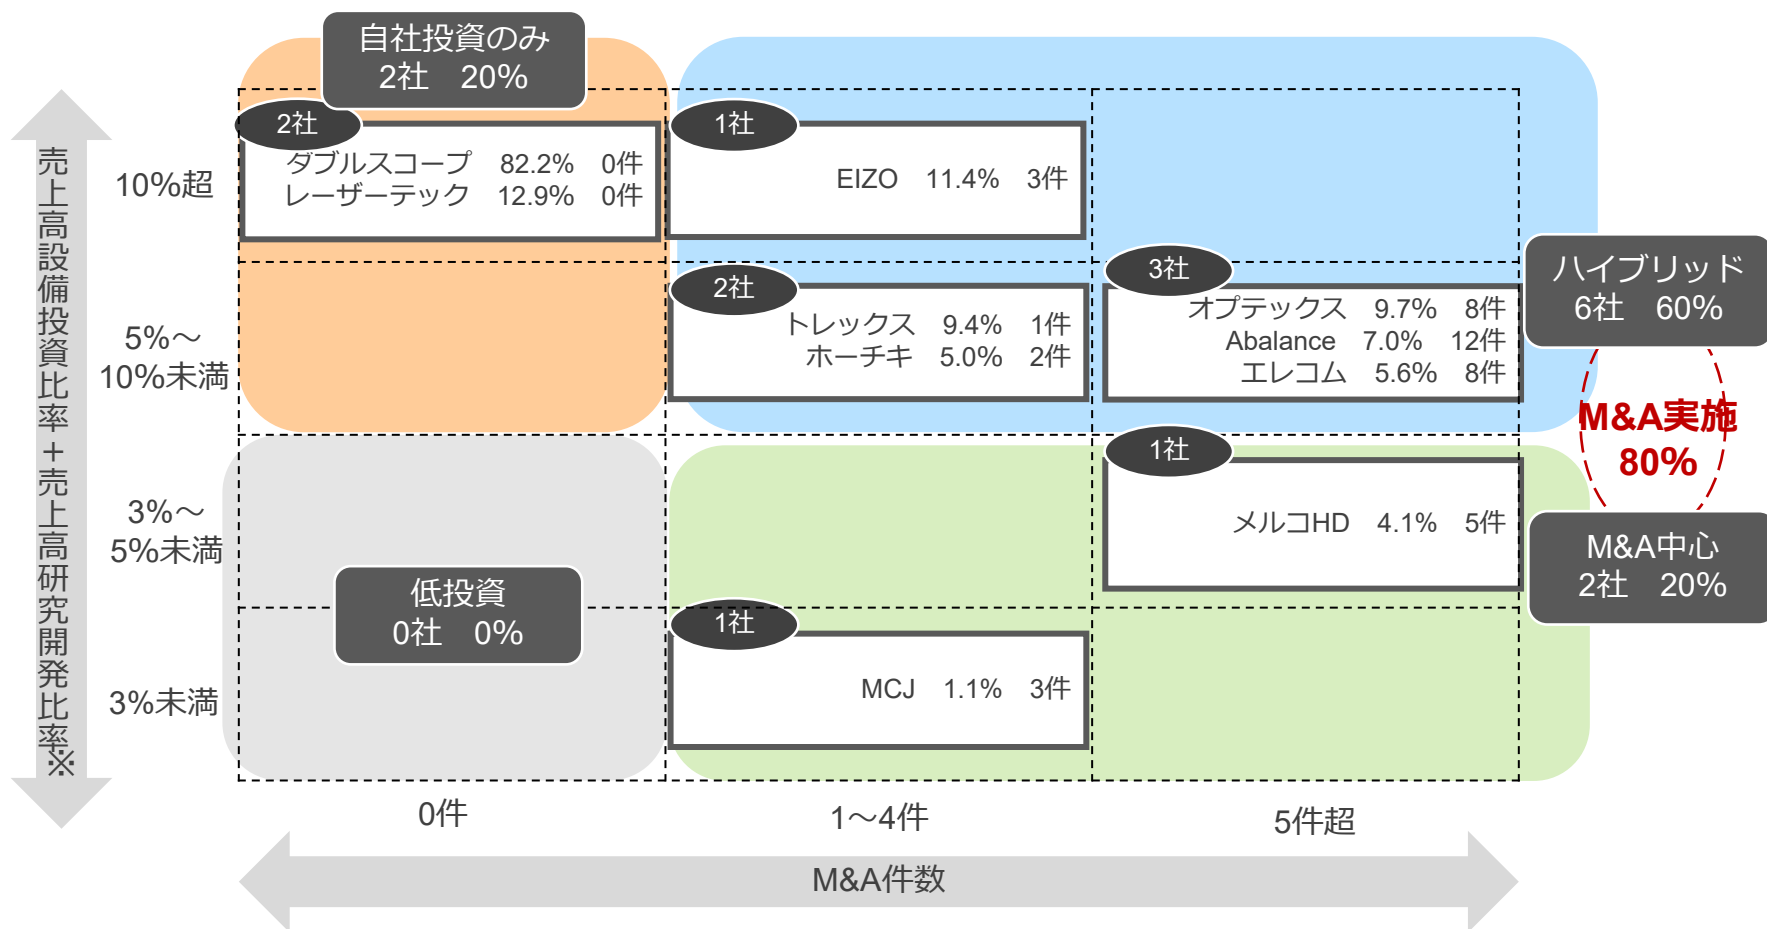 自社投資のみ
2社 20%
2社
ダブルスコープ 82.2% 0件
レーザーテック 12.9% 0件
1社
EIZO 11.4% 3件
2社
トレックス 9.4% 1件
ホーチキ 5.0% 2件
3社
オプテックス 9.7% 8件
Abalance 7.0% 12件
エレコム 5.6% 8件
ハイブリッド
6社 60%
M&A実施
80%
1社
メルコHD 4.1% 5件
M&A中心
2社 20%
低投資
0社 0%
1社
MCJ 1.1% 3件
売上高設備投資比率+売上高研究開発比率※
10%超
5%～
10%未満
3%～
5%未満
3%未満
0件
1～4件
5件超
M&A件数